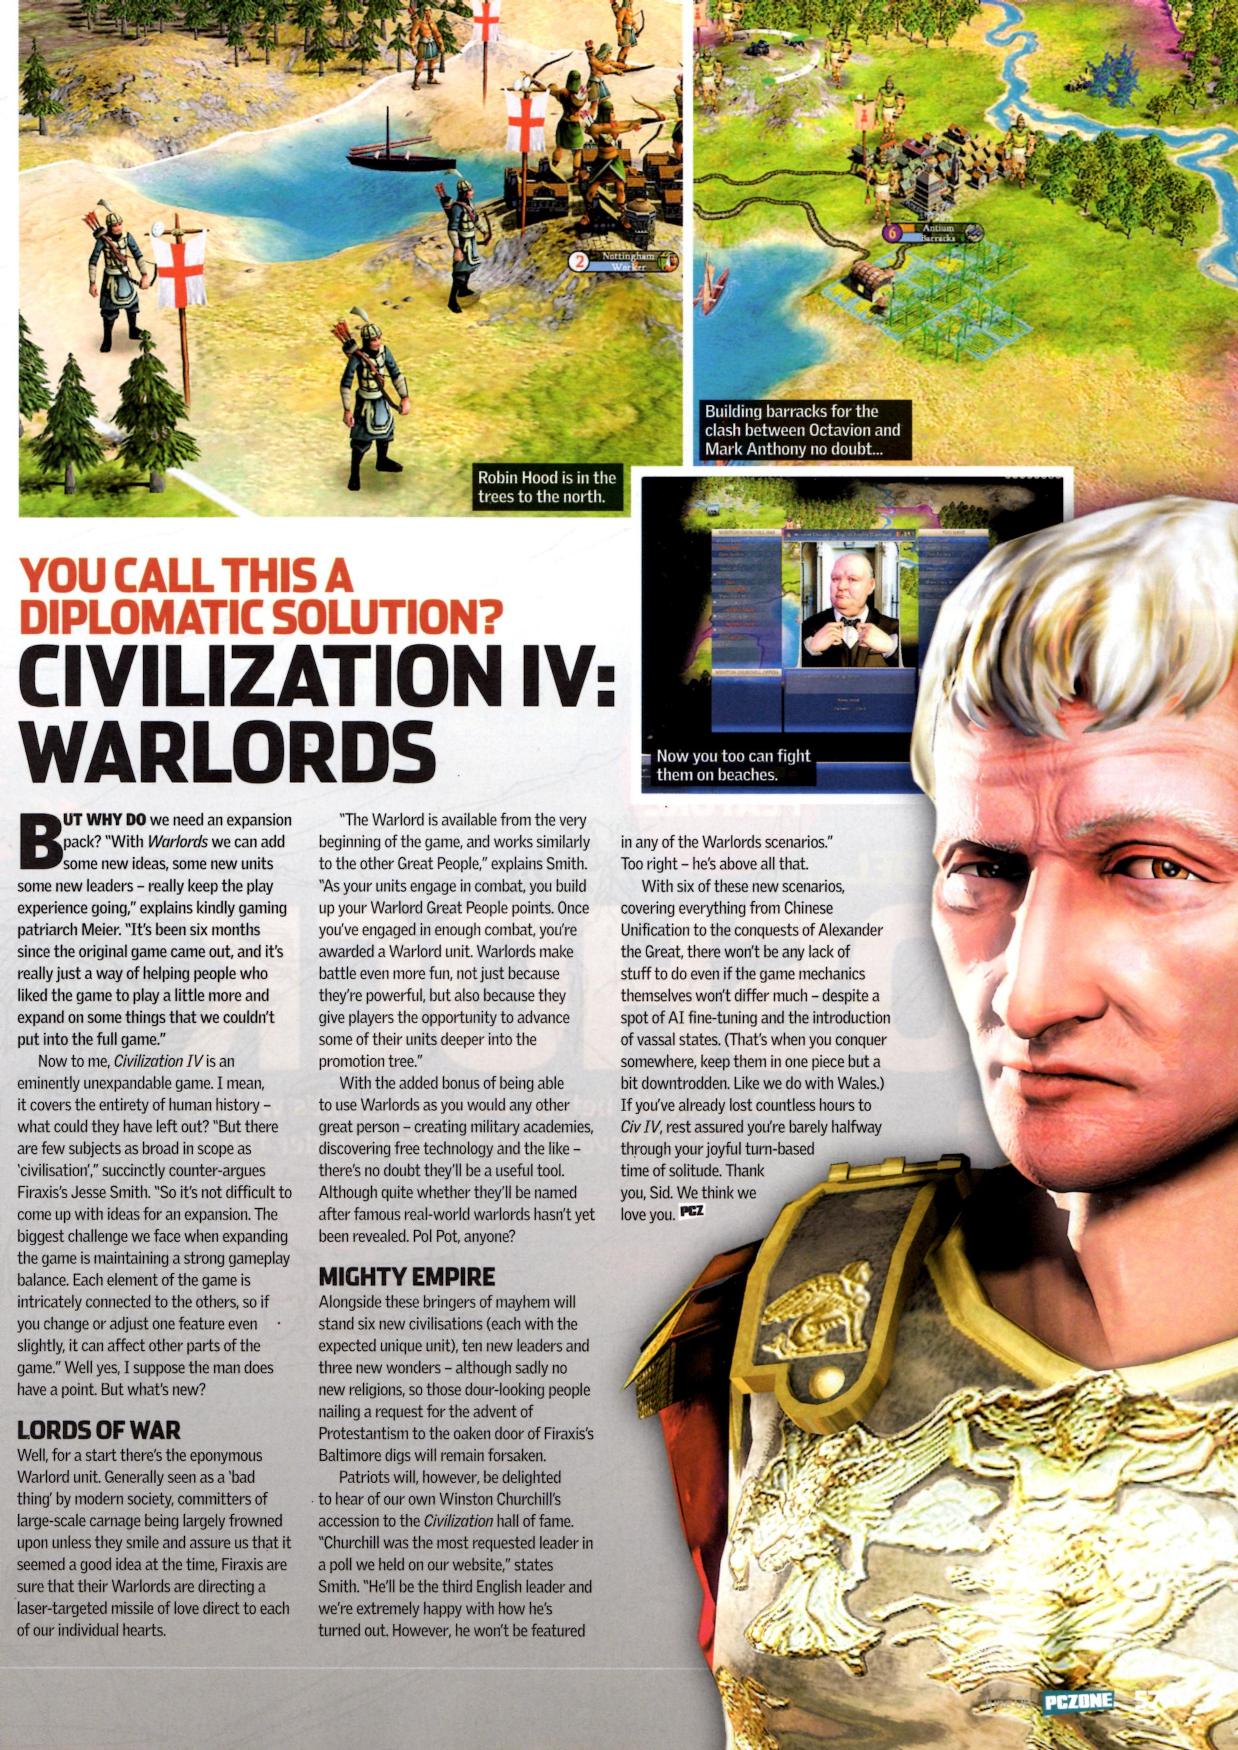 2
Nottingham
Worker
6
Antium
Barracks
Robin Hood is in the
trees to the north.
Building barracks for the
clash between Octavion and
Mark Anthony no doubt...
Now you too can fight
them on beaches.
YOU CALL THIS A
DIPLOMATIC SOLUTION?
CIVILIZATION IV:
WARLORDS
BUT WHY DO we need an expansion
pack? "With Warlords we can add
some new ideas, some new units
some new leaders – really keep the play
experience going," explains kindly gaming
patriarch Meier. "It's been six months
since the original game came out, and it's
really just a way of helping people who
liked the game to play a little more and
expand on some things that we couldn't
put into the full game."
Now to me, Civilization IV is an
eminently unexpandable game. I mean,
it covers the entirety of human history –
what could they have left out? "But there
are few subjects as broad in scope as
'civilisation'," succinctly counter-argues
Firaxis's Jesse Smith. "So it's not difficult to
come up with ideas for an expansion. The
biggest challenge we face when expanding
the game is maintaining a strong gameplay
balance. Each element of the game is
intricately connected to the others, so if
you change or adjust one feature even
slightly, it can affect other parts of the
game." Well yes, I suppose the man does
have a point. But what's new?
LORDS OF WAR
Well, for a start there's the eponymous
Warlord unit. Generally seen as a 'bad
thing' by modern society, committers of
large-scale carnage being largely frowned
upon unless they smile and assure us that it
seemed a good idea at the time, Firaxis are
sure that their Warlords are directing a
laser-targeted missile of love direct to each
of our individual hearts.
"The Warlord is available from the very
beginning of the game, and works similarly
to the other Great People," explains Smith.
"As your units engage in combat, you build
up your Warlord Great People points. Once
you've engaged in enough combat, you're
awarded a Warlord unit. Warlords make
battle even more fun, not just because
they're powerful, but also because they
give players the opportunity to advance
some of their units deeper into the
promotion tree."
With the added bonus of being able
to use Warlords as you would any other
great person – creating military academies,
discovering free technology and the like –
there's no doubt they'll be a useful tool.
Although quite whether they'll be named
after famous real-world warlords hasn't yet
been revealed. Pol Pot, anyone?
MIGHTY EMPIRE
Alongside these bringers of mayhem will
stand six new civilisations (each with the
expected unique unit), ten new leaders and
three new wonders – although sadly no
new religions, so those dour-looking people
nailing a request for the advent of
Protestantism to the oaken door of Firaxis's
Baltimore digs will remain forsaken.
Patriots will, however, be delighted
to hear of our own Winston Churchill's
accession to the Civilization hall of fame.
"Churchill was the most requested leader in
a poll we held on our website," states
Smith. "He'll be the third English leader and
we're extremely happy with how he's
turned out. However, he won't be featured
in any of the Warlords scenarios."
Too right – he's above all that.
With six of these new scenarios,
covering everything from Chinese
Unification to the conquests of Alexander
the Great, there won't be any lack of
stuff to do even if the game mechanics
themselves won't differ much – despite a
spot of AI fine-tuning and the introduction
of vassal states. (That's when you conquer
somewhere, keep them in one piece but a
bit downtrodden. Like we do with Wales.)
If you've already lost countless hours to
Civ IV, rest assured you're barely halfway
through your joyful turn-based
time of solitude. Thank
you, Sid. We think we
love you. PCZ
PCZONE